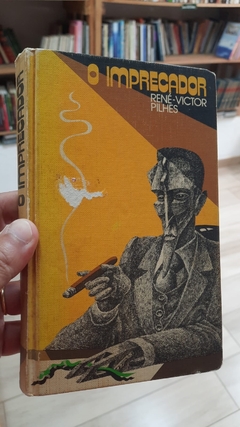 O IMPRECADOR
RENÉ-VICTOR
PILHES
O IMPRECADOR